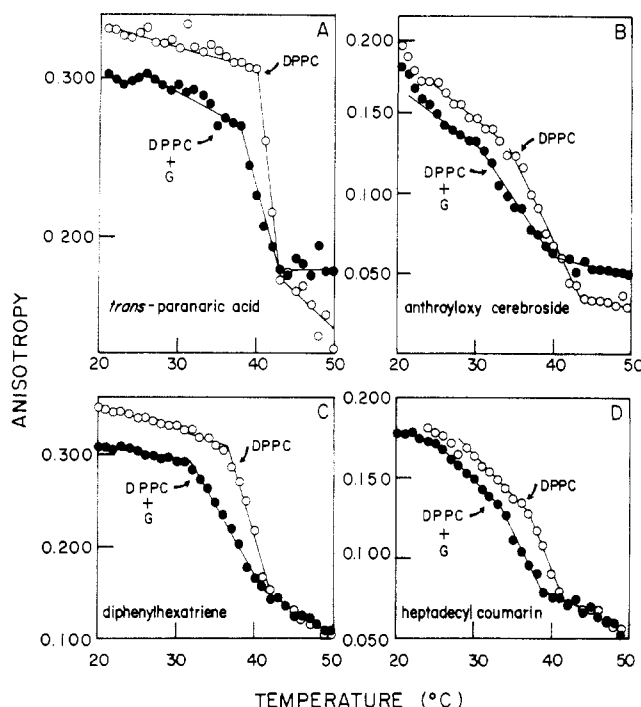 A
0.300
0.200
20 30 40 50
DPPC
DPPC
+
G
trans-paranaric acid
B
0.200
0.150
0.100
0.050
20 30 40 50
DPPC
DPPC
+
G
anthroyloxy cerebroside
ANISOTROPY
C
0.300
0.200
0.100
20 30 40 50
DPPC
DPPC
+
G
diphenylhexatriene
D
0.200
0.150
0.100
0.050
20 30 40 50
DPPC
DPPC
+
G
heptadecyl coumarin
TEMPERATURE (°C)